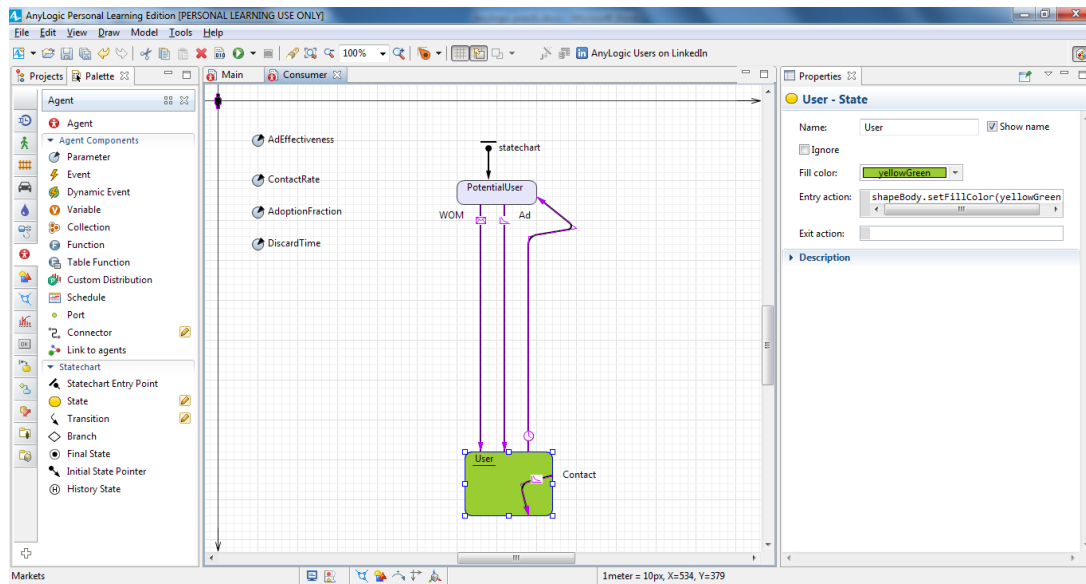 AnyLogic Personal Learning Edition [PERSONAL LEARNING USE ONLY]
File Edit View Draw Model Tools Help
100% AnyLogic Users on LinkedIn
Projects Palette Main Consumer Properties
Agent
Agent
Agent Components
Parameter
Event
Dynamic Event
Variable
Collection
Function
Table Function
Custom Distribution
Schedule
Port
Connector
Link to agents
Statechart
Statechart Entry Point
State
Transition
Branch
Final State
Initial State Pointer
History State
AdEffectiveness
ContactRate
AdoptionFraction
DiscardTime
statechart
PotentialUser
WOM Ad
User
Contact
User - State
Name: User Show name
Ignore
Fill color: yellowGreen
Entry action: shapeBody.setFillColor(yellowGreen
Exit action:
Description
Markets 1meter = 10px, X=534, Y=379